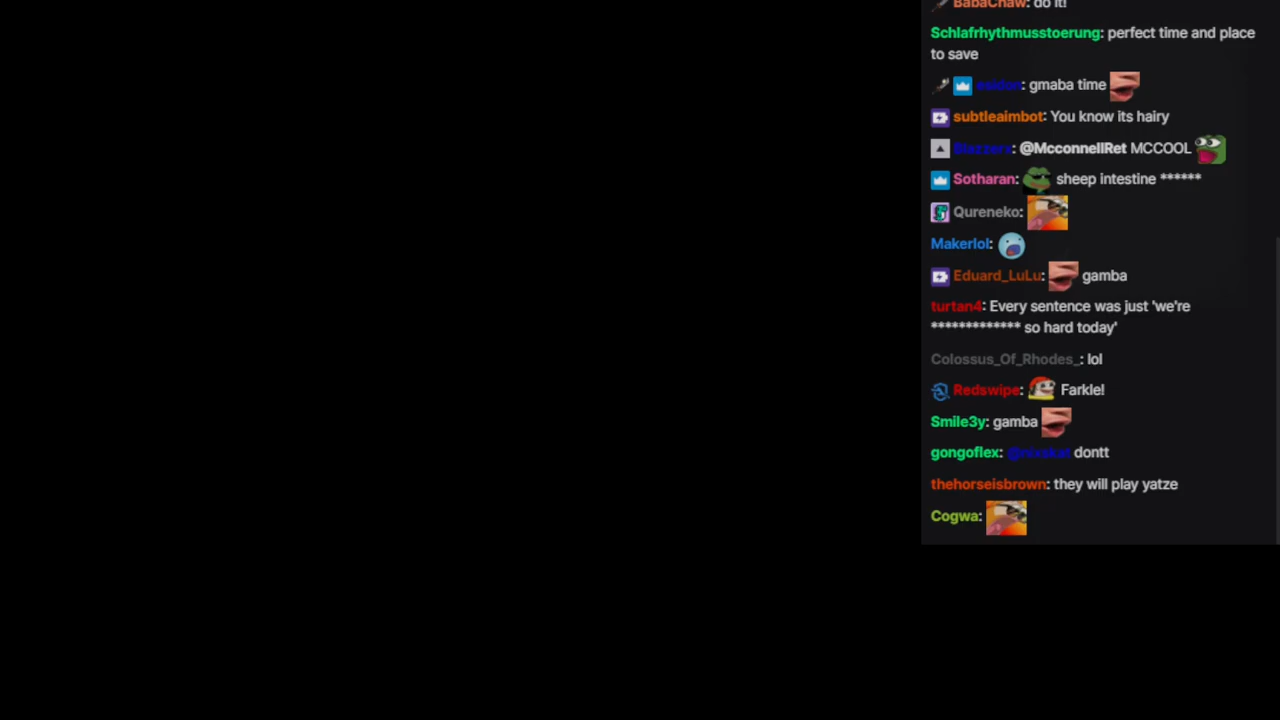 BabaChaw: do it!
Schlafrhythmusstoerung: perfect time and place
to save
: gmaba time
subtleaimbot: You know its hairy
Blazzerx: @McconnellRet MCCOOL
Sotharan: sheep intestine ******
Qureneko:
Makerlol:
Eduard_LuLu: gamba
turtan4: Every sentence was just 'we're
************* so hard today'
Colossus_Of_Rhodes_: lol
Redswipe: Farkle!
Smile3y: gamba
gongoflex: dontt
thehorseisbrown: they will play yatze
Cogwa: